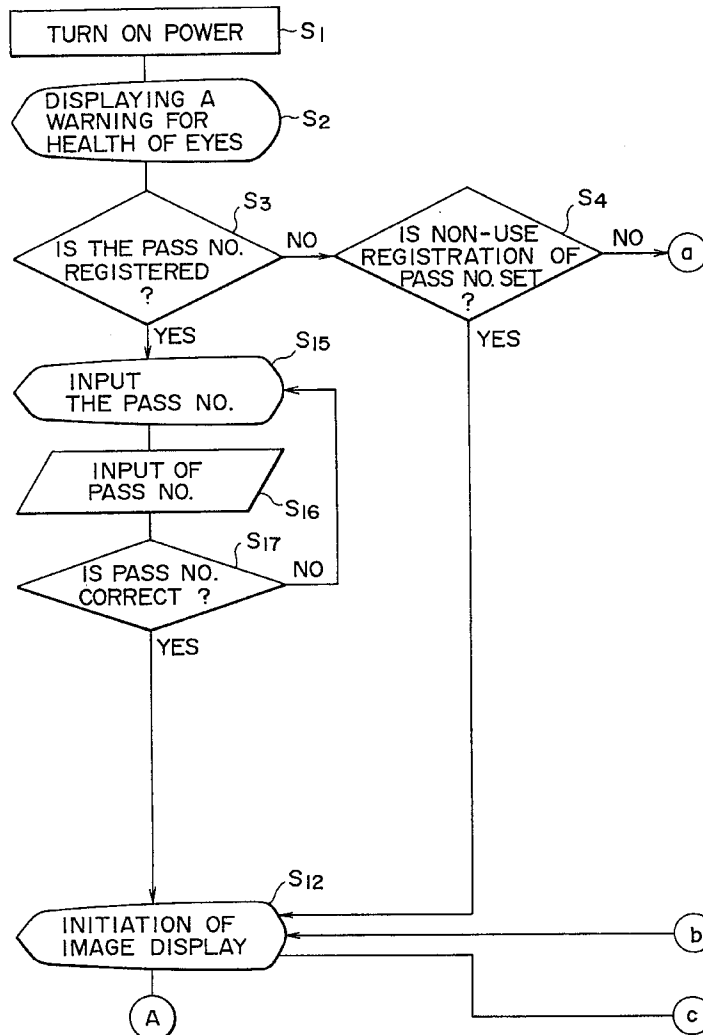 TURN ON POWER
S1
DISPLAYING A
WARNING FOR
HEALTH OF EYES
S2
S3
IS THE PASS NO.
REGISTERED
?
NO
YES
S4
IS NON-USE
REGISTRATION OF
PASS NO. SET
?
NO
a
YES
S15
INPUT
THE PASS NO.
INPUT OF
PASS NO.
S16
S17
IS PASS NO.
CORRECT ?
NO
YES
S12
INITIATION OF
IMAGE DISPLAY
b
A
c